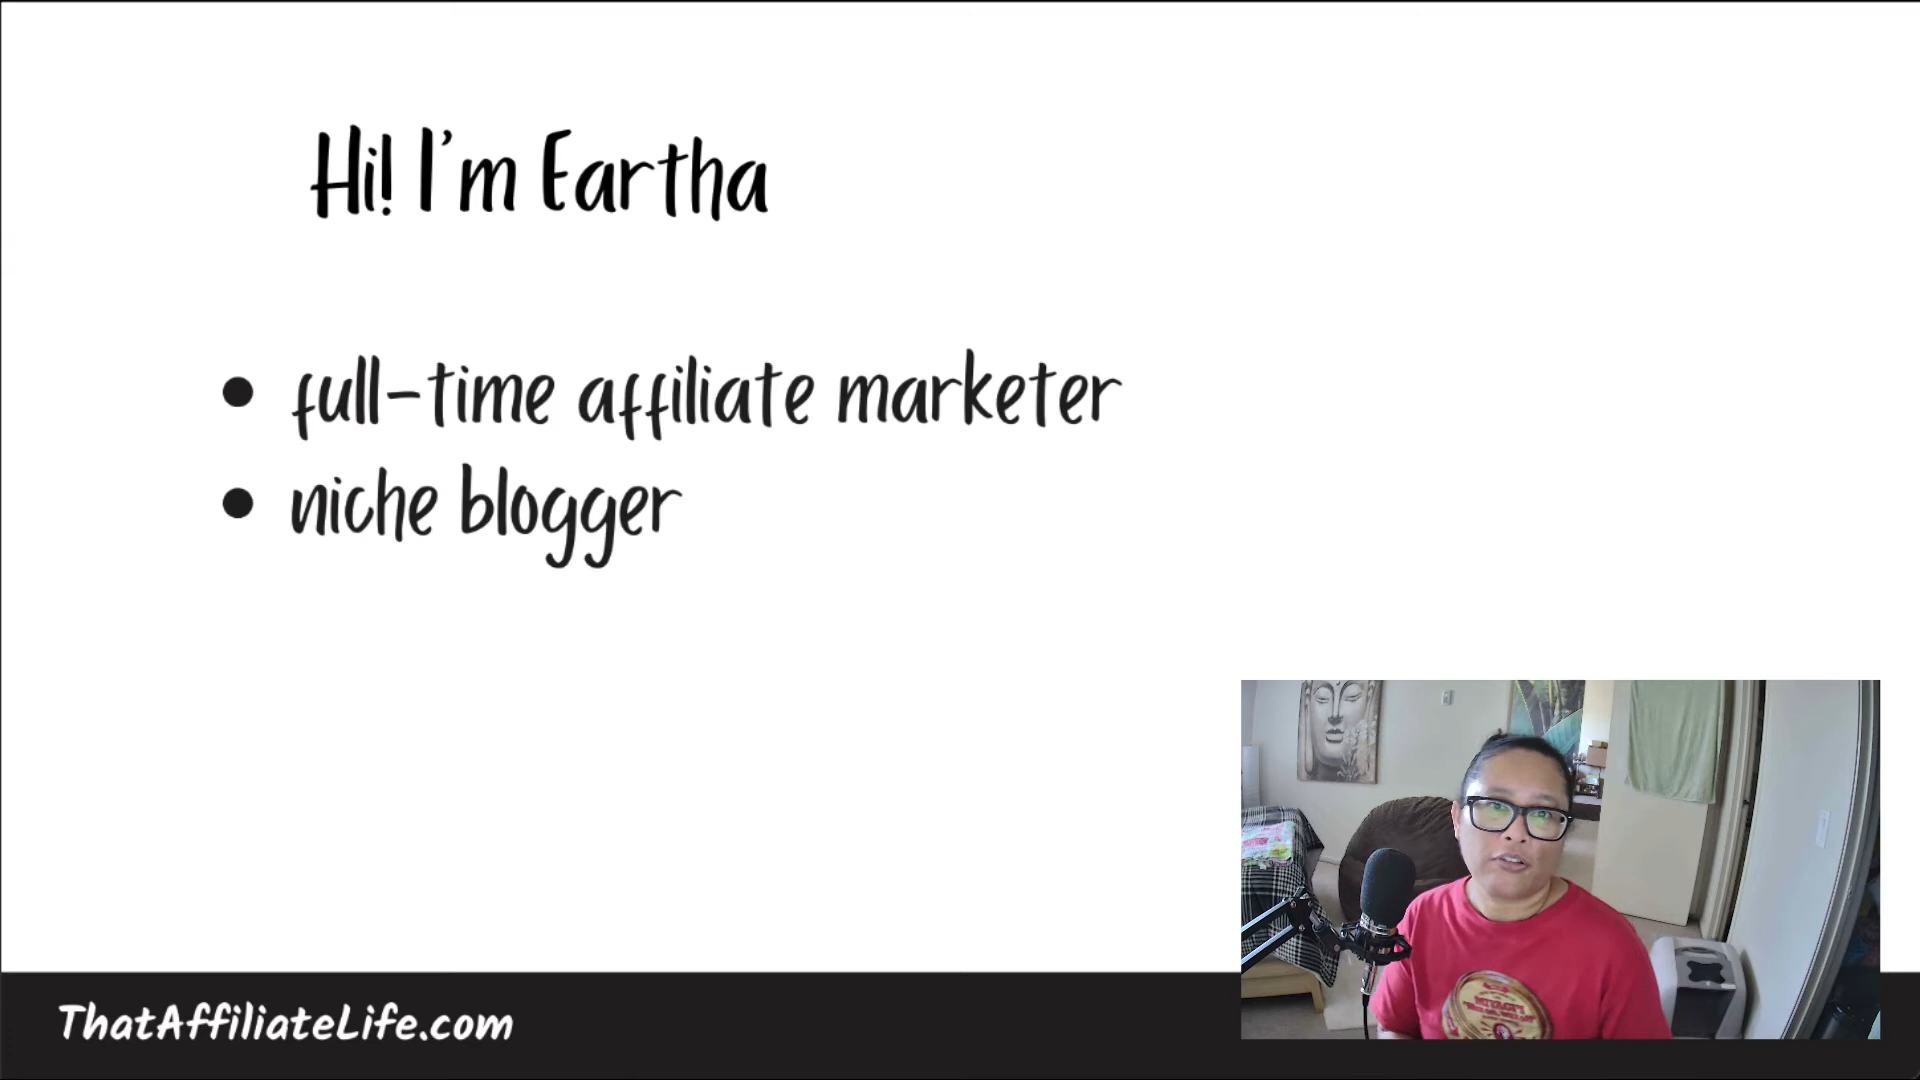 Hi! I'm Eartha
• full-time affiliate marketer
• niche blogger
ThatAffiliateLife.com